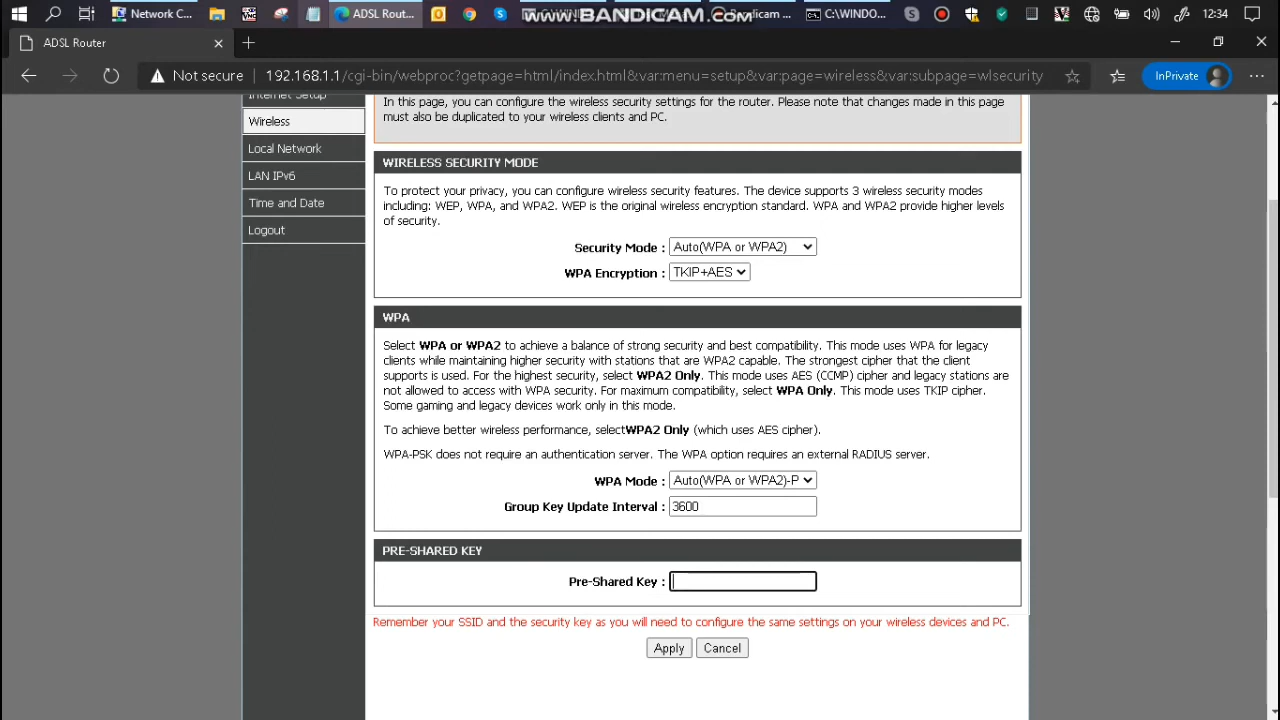 Network C...
ADSL Rout...
www.BANDICAM.com
Bandicam ...
C:\WINDO...
12:34
ADSL Router
Not secure
192.168.1.1/cgi-bin/webproc?getpage=html/index.html&var:menu=setup&var:page=wireless&var:subpage=wlsecurity
InPrivate
Internet Setup
Wireless
Local Network
LAN IPv6
Time and Date
Logout
In this page, you can configure the wireless security settings for the router. Please note that changes made in this page
must also be duplicated to your wireless clients and PC.
WIRELESS SECURITY MODE
To protect your privacy, you can configure wireless security features. The device supports 3 wireless security modes
including: WEP, WPA, and WPA2. WEP is the original wireless encryption standard. WPA and WPA2 provide higher levels
of security.
Security Mode : Auto(WPA or WPA2)
WPA Encryption : TKIP+AES
WPA
Select WPA or WPA2 to achieve a balance of strong security and best compatibility. This mode uses WPA for legacy
clients while maintaining higher security with stations that are WPA2 capable. The strongest cipher that the client
supports is used. For the highest security, select WPA2 Only. This mode uses AES (CCMP) cipher and legacy stations are
not allowed to access with WPA security. For maximum compatibility, select WPA Only. This mode uses TKIP cipher.
Some gaming and legacy devices work only in this mode.
To achieve better wireless performance, selectWPA2 Only (which uses AES cipher).
WPA-PSK does not require an authentication server. The WPA option requires an external RADIUS server.
WPA Mode : Auto(WPA or WPA2)-P
Group Key Update Interval : 3600
PRE-SHARED KEY
Pre-Shared Key :
Remember your SSID and the security key as you will need to configure the same settings on your wireless devices and PC.
Apply Cancel